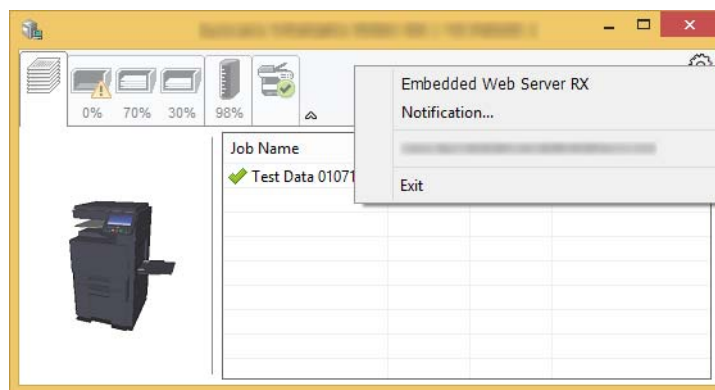 0% 70% 30% 98%
Embedded Web Server RX
Notification...
Exit
Job Name
Test Data 01071